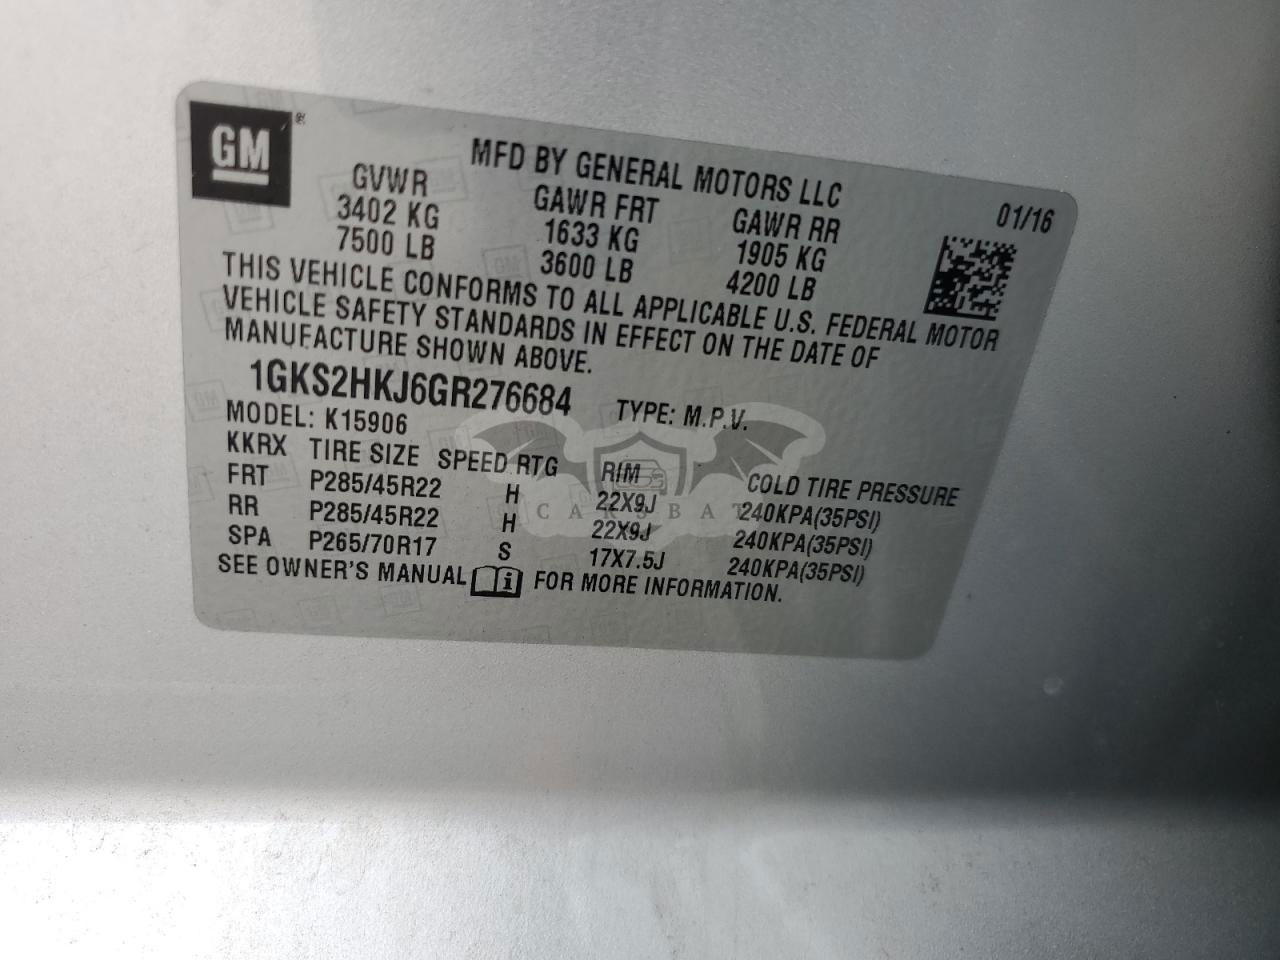 GM
MFD BY GENERAL MOTORS LLC
01/16
GVWR GAWR FRT GAWR RR
3402 KG 1633 KG 1905 KG
7500 LB 3600 LB 4200 LB
THIS VEHICLE CONFORMS TO ALL APPLICABLE U.S. FEDERAL MOTOR
VEHICLE SAFETY STANDARDS IN EFFECT ON THE DATE OF
MANUFACTURE SHOWN ABOVE.
1GKS2HKJ6GR276684 TYPE: M.P.V.
MODEL: K15906
KKRX TIRE SIZE SPEED RTG RIM COLD TIRE PRESSURE
FRT P285/45R22 H 22X9J 240KPA(35PSI)
RR P285/45R22 H 22X9J 240KPA(35PSI)
SPA P265/70R17 S 17X7.5J 240KPA(35PSI)
SEE OWNER'S MANUAL FOR MORE INFORMATION.
CARSBAT